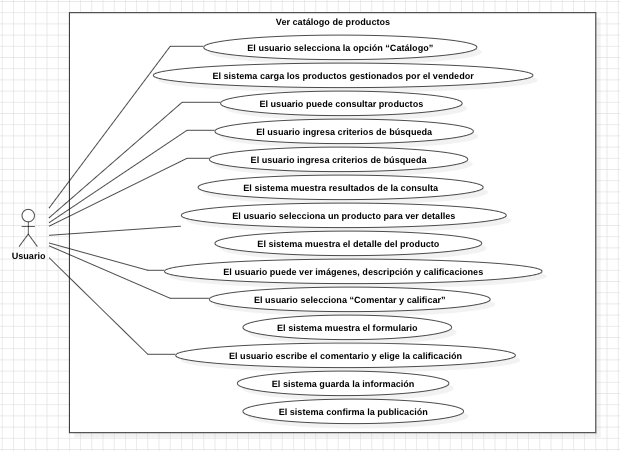 Ver catálogo de productos
El usuario selecciona la opción “Catálogo”
El sistema carga los productos gestionados por el vendedor
El usuario puede consultar productos
El usuario ingresa criterios de búsqueda
El usuario ingresa criterios de búsqueda
El sistema muestra resultados de la consulta
El usuario selecciona un producto para ver detalles
El sistema muestra el detalle del producto
Usuario
El usuario puede ver imágenes, descripción y calificaciones
El usuario selecciona “Comentar y calificar”
El sistema muestra el formulario
El usuario escribe el comentario y elige la calificación
El sistema guarda la información
El sistema confirma la publicación